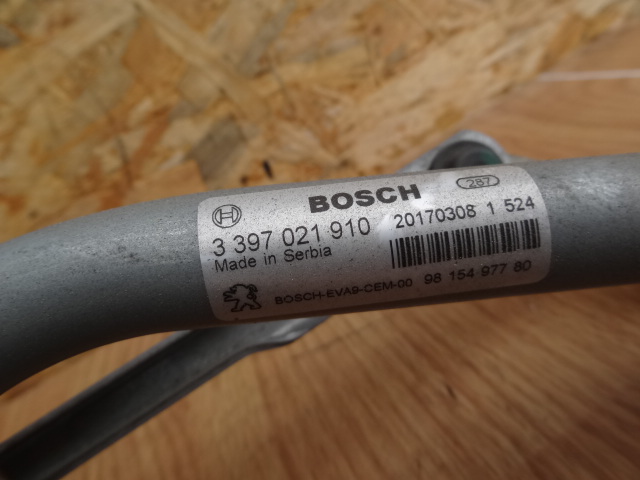 BOSCH 287
3 397 021 910 20170308 1 524
Made in Serbia
BOSCH-EVA9-CEM-00 98 154 977 80